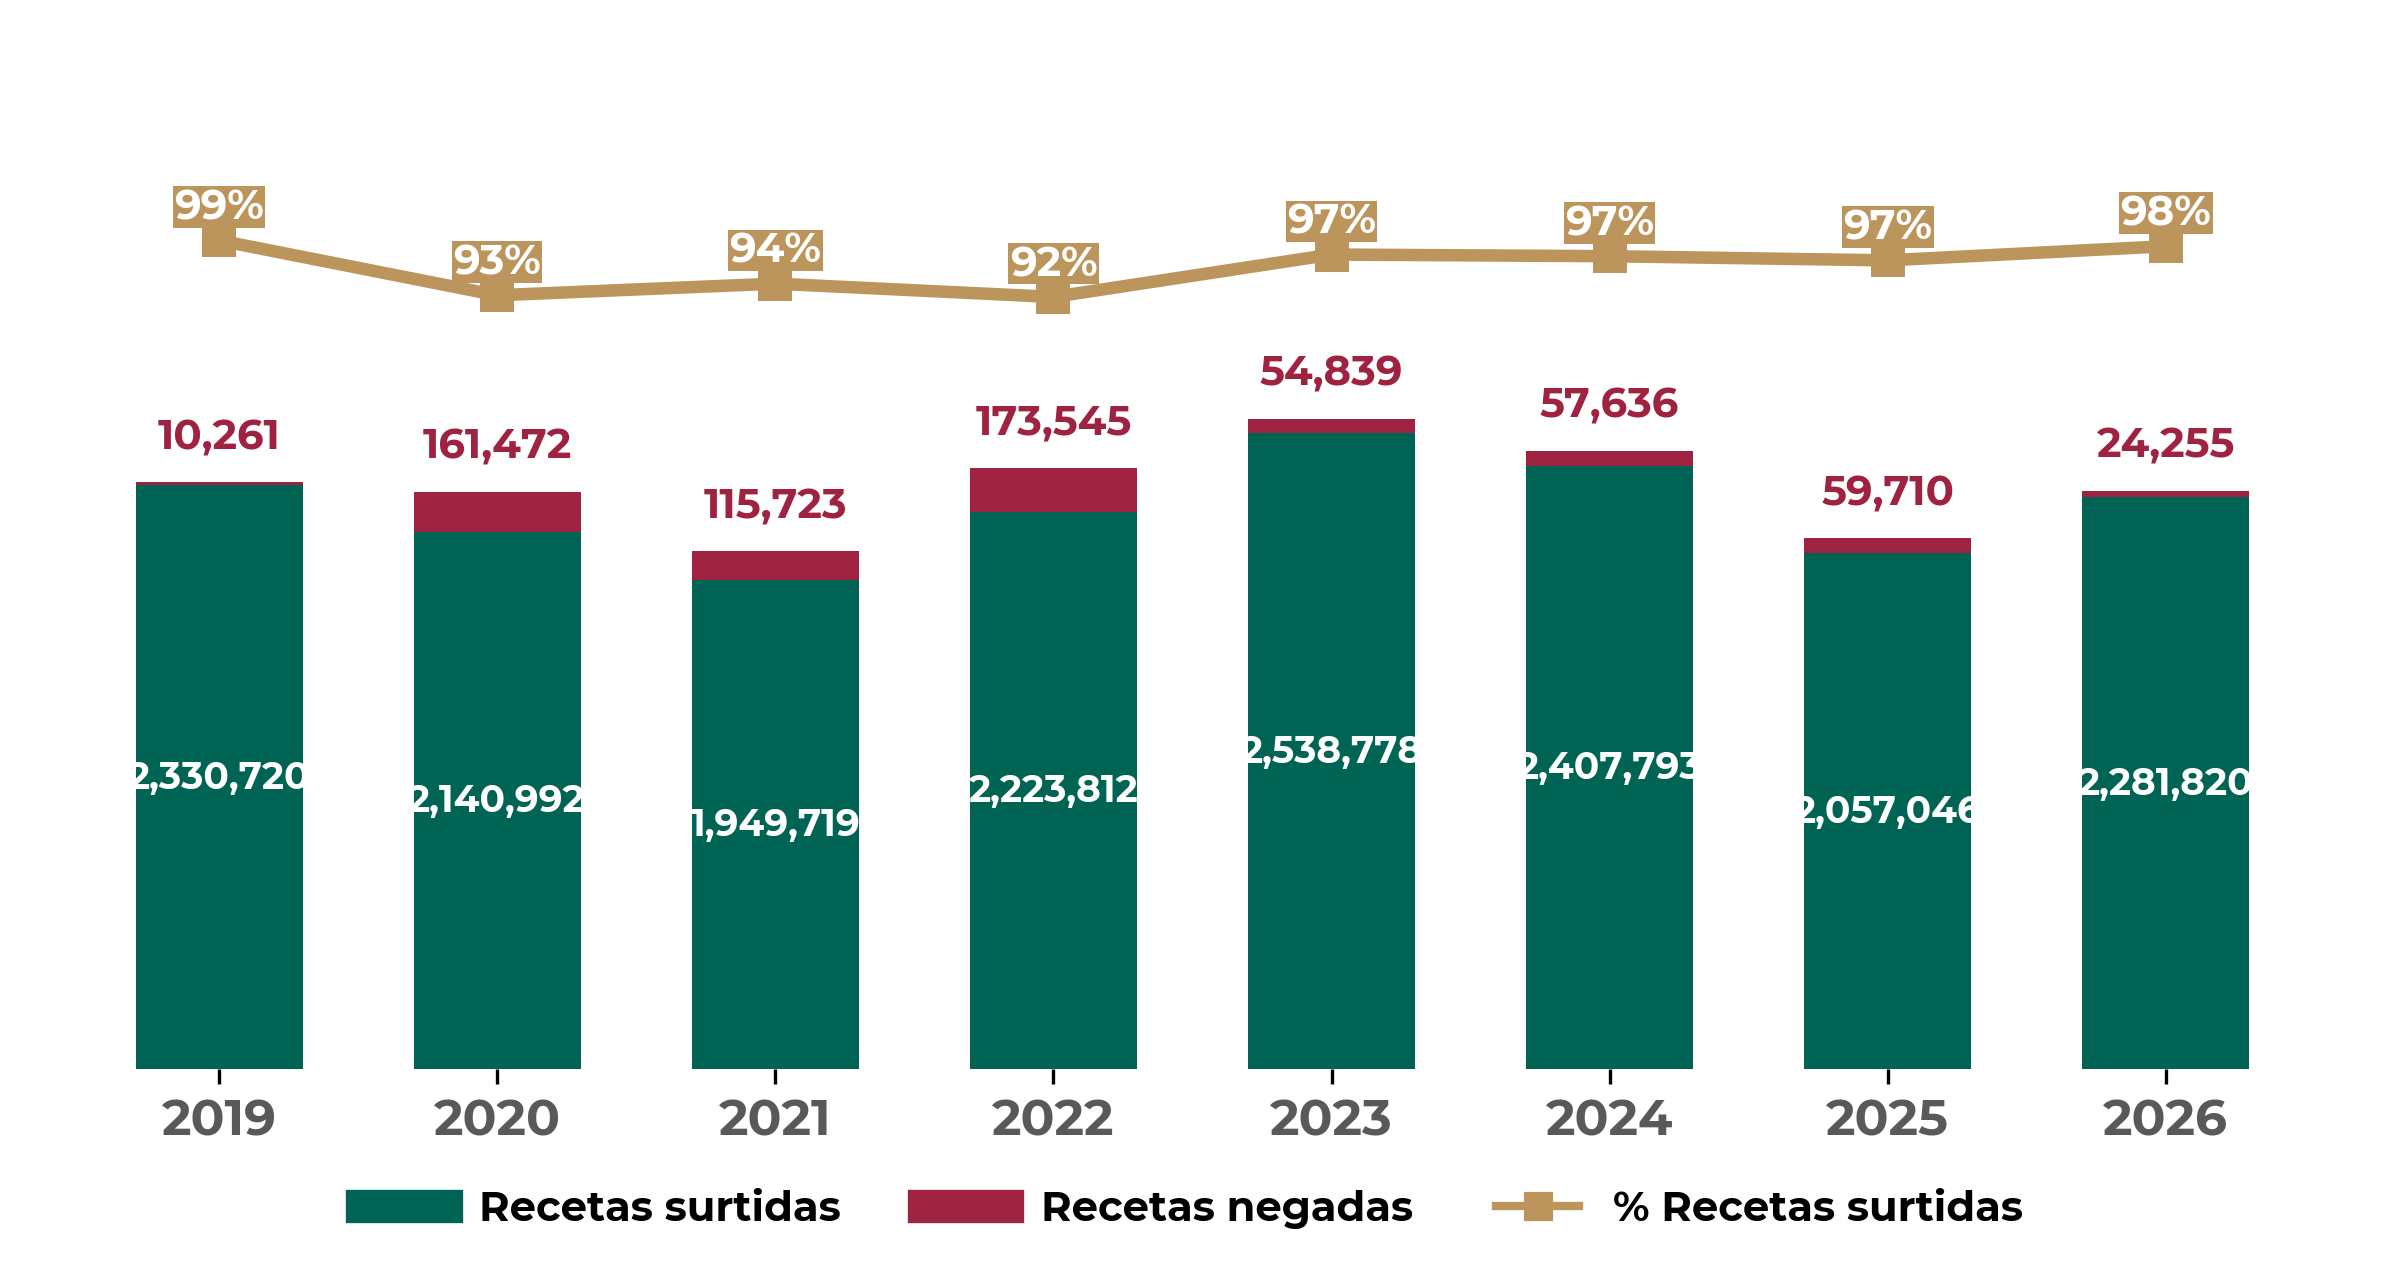 99% 93% 94% 92% 97% 97% 97% 98%
10,261 161,472 115,723 173,545 54,839 57,636 59,710 24,255
2,330,720 2,140,992 1,949,719 2,223,812 2,538,778 2,407,793 2,057,046 2,281,820
2019 2020 2021 2022 2023 2024 2025 2026
Recetas surtidas Recetas negadas % Recetas surtidas